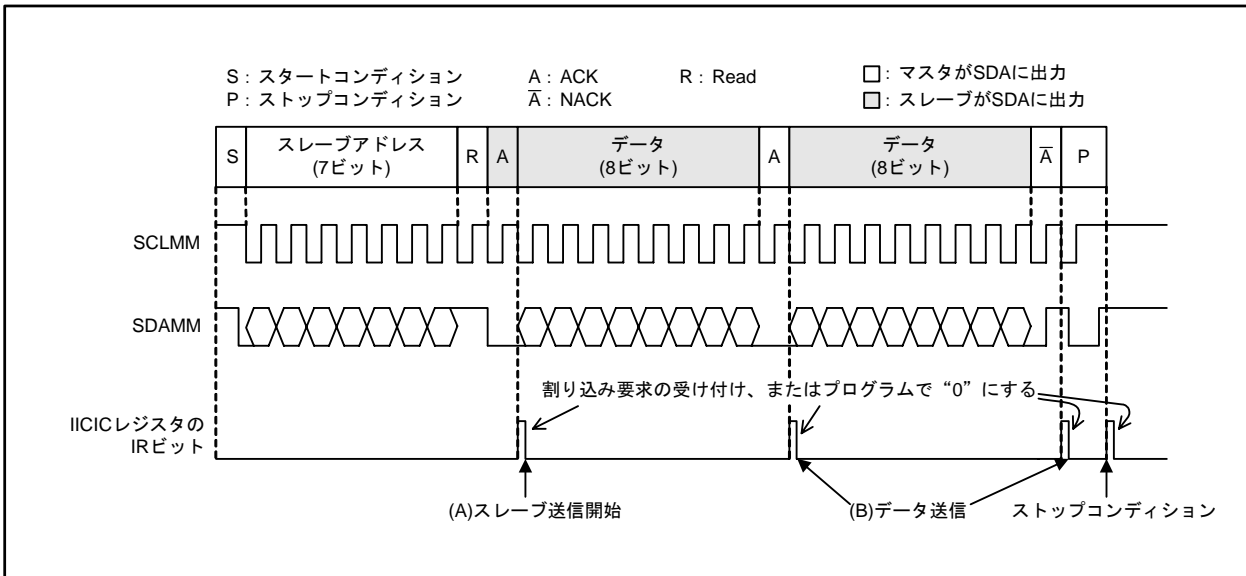 S : スタートコンディション A : ACK R : Read □ : マスタがSDAに出力
P : ストップコンディション A̅ : NACK □ : スレーブがSDAに出力
S スレーブアドレス (7ビット) R A データ (8ビット) A データ (8ビット) A̅ P
SCLMM
SDAMM
割り込み要求の受け付け、またはプログラムで“0”にする
IICICレジスタの
IRビット
(A)スレーブ送信開始 (B)データ送信 ストップコンディション